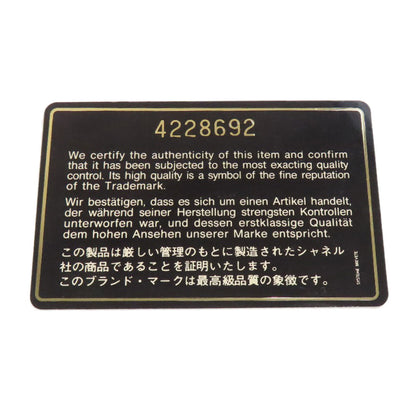 4228692
We certify the authenticity of this item and confirm
that it has been subjected to the most exacting quality
control. Its high quality is a symbol of the fine reputation
of the Trademark.
Wir bestätigen, dass es sich um einen Artikel handelt,
der während seiner Herstellung strengsten Kontrollen
unterworfen war, und dessen erstklassige Qualität
dem hohen Ansehen unserer Marke entspricht.
この製品は厳しい管理のもとに製造されたシャネル
社の商品であることを証明いたします。
このブランド・マークは最高級品質の象徴です。